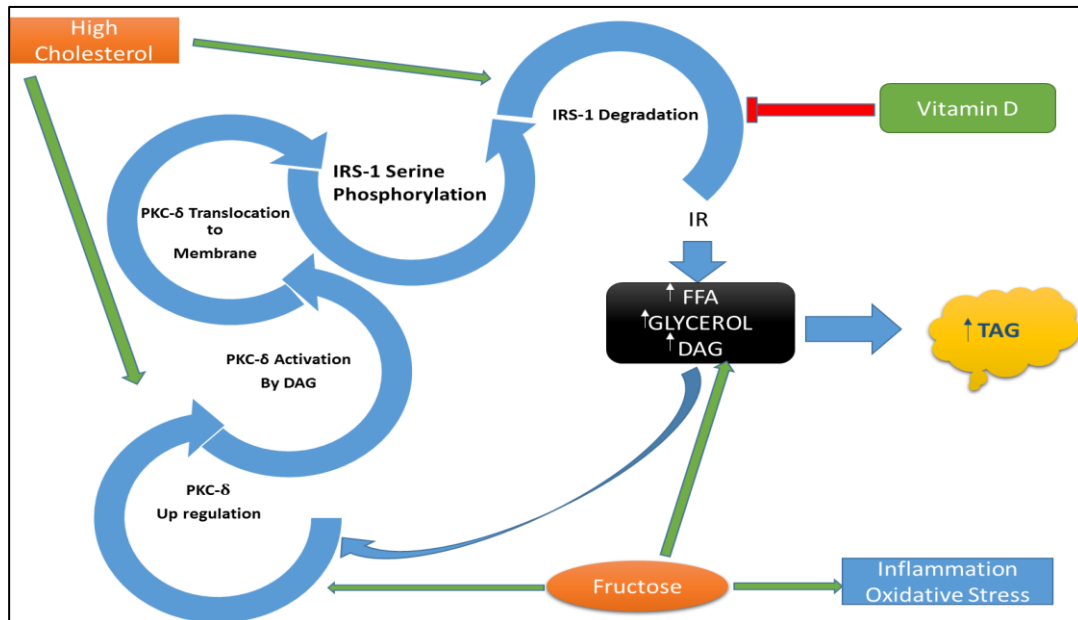 High
Cholesterol
IRS-1 Degradation
Vitamin D
IRS-1 Serine
Phosphorylation
PKC-δ Translocation
to
Membrane
IR
↑ FFA
↑GLYCEROL
↑ DAG
↑ TAG
PKC-δ Activation
By DAG
PKC-δ
Up regulation
Fructose
Inflammation
Oxidative Stress